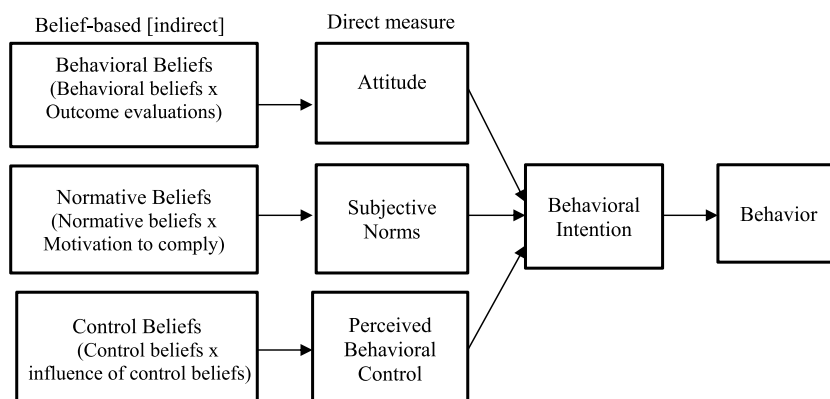 Belief-based [indirect]
Direct measure
Behavioral Beliefs
(Behavioral beliefs x
Outcome evaluations)
Attitude
Normative Beliefs
(Normative beliefs x
Motivation to comply)
Subjective
Norms
Behavioral
Intention
Behavior
Control Beliefs
(Control beliefs x
influence of control beliefs)
Perceived
Behavioral
Control